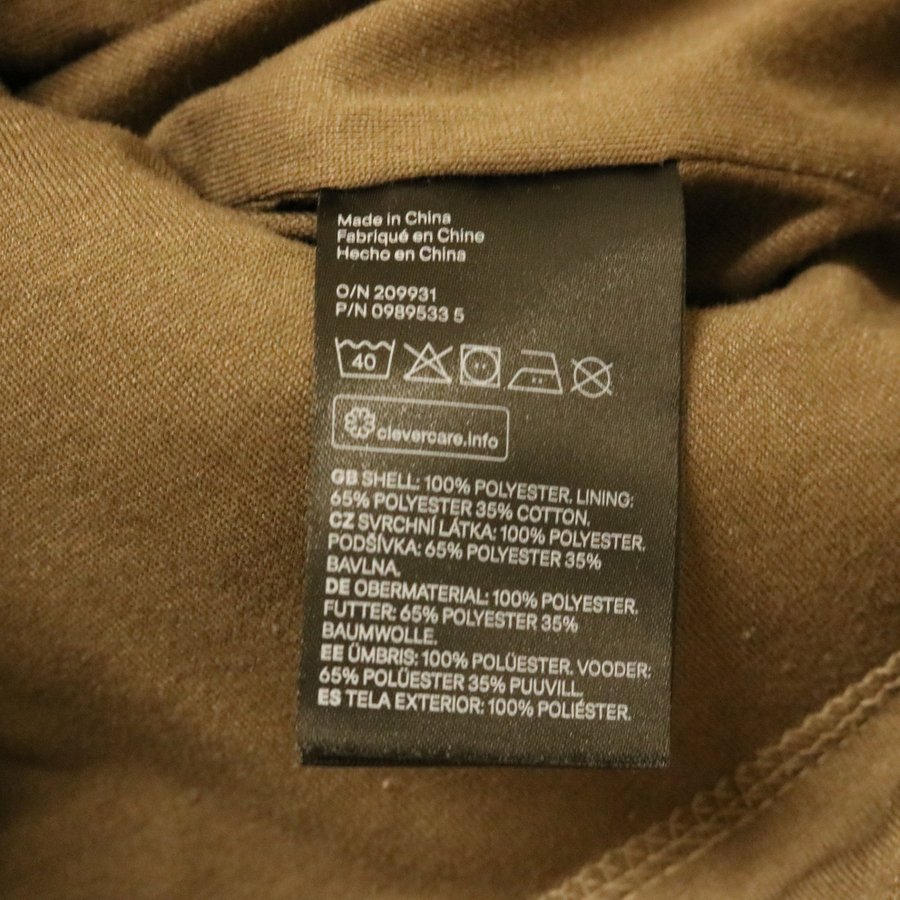 Made in China
Fabriqué en Chine
Hecho en China
O/N 209931
P/N 0989533 5
40
clevercare.info
GB SHELL: 100% POLYESTER. LINING:
65% POLYESTER 35% COTTON.
CZ SVRCHNÍ LÁTKA: 100% POLYESTER.
PODŠÍVKA: 65% POLYESTER 35%
BAVLNA.
DE OBERMATERIAL: 100% POLYESTER.
FUTTER: 65% POLYESTER 35%
BAUMWOLLE.
EE ÜMBRIS: 100% POLÜESTER. VOODER:
65% POLÜESTER 35% PUUVILL.
ES TELA EXTERIOR: 100% POLIÉSTER.